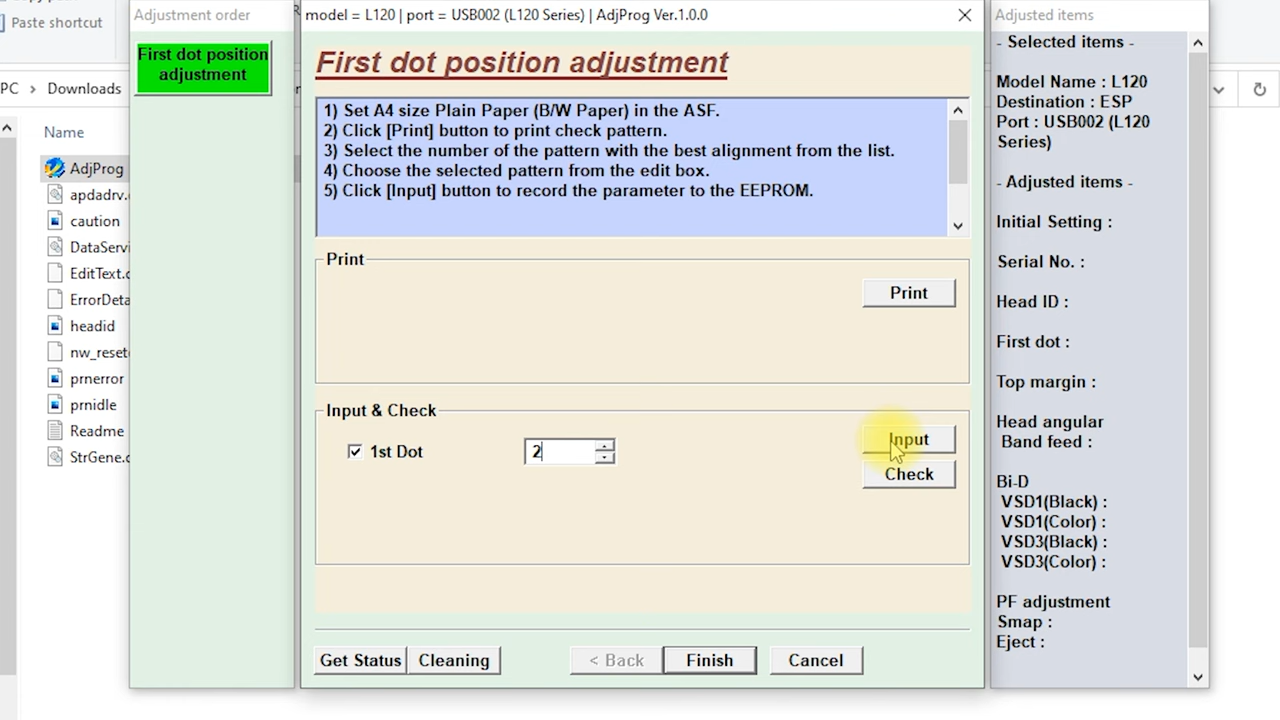 Paste shortcut
PC > Downloads
Name
AdjProg
apdadrv.
caution
DataServi
EditText.
ErrorDeta
headid
nw_reset
prnerror
prnidle
Readme
StrGene.
Adjustment order
First dot position
adjustment
model = L120 | port = USB002 (L120 Series) | AdjProg Ver.1.0.0
First dot position adjustment
1) Set A4 size Plain Paper (B/W Paper) in the ASF.
2) Click [Print] button to print check pattern.
3) Select the number of the pattern with the best alignment from the list.
4) Choose the selected pattern from the edit box.
5) Click [Input] button to record the parameter to the EEPROM.
Print
Print
Input & Check
1st Dot
2
Input
Check
Get Status
Cleaning
< Back
Finish
Cancel
Adjusted items
- Selected items -
Model Name : L120
Destination : ESP
Port : USB002 (L120
Series)
- Adjusted items -
Initial Setting :
Serial No. :
Head ID :
First dot :
Top margin :
Head angular
Band feed :
Bi-D
VSD1(Black) :
VSD1(Color) :
VSD3(Black) :
VSD3(Color) :
PF adjustment
Smap :
Eject :